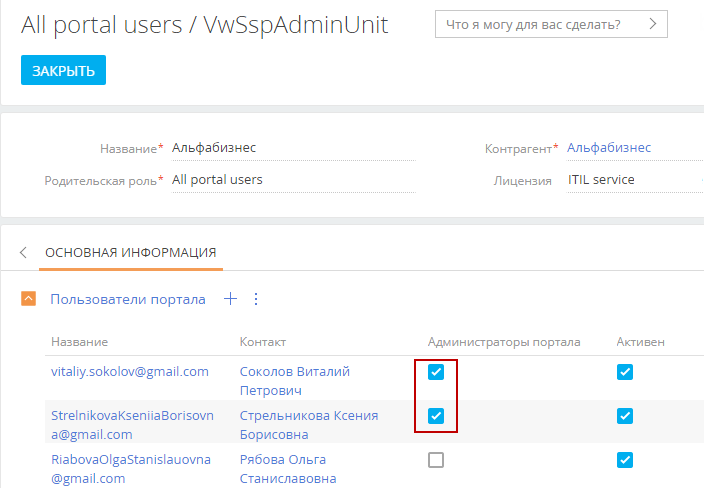 All portal users / VwSspAdminUnit
Что я могу для вас сделать?
ЗАКРЫТЬ
Название* Альфабизнес
Контрагент* Альфабизнес
Родительская роль* All portal users
Лицензия ITIL service
ОСНОВНАЯ ИНФОРМАЦИЯ
Пользователи портала
Название Контакт Администраторы портала Активен
vitaliy.sokolov@gmail.com Соколов Виталий
Петрович
StrelnikovaKseniiaBorisovn Стрельникова Ксения
a@gmail.com Борисовна
RiabovaOlgaStanislauovna Рябова Ольга
@gmail.com Станиславовна